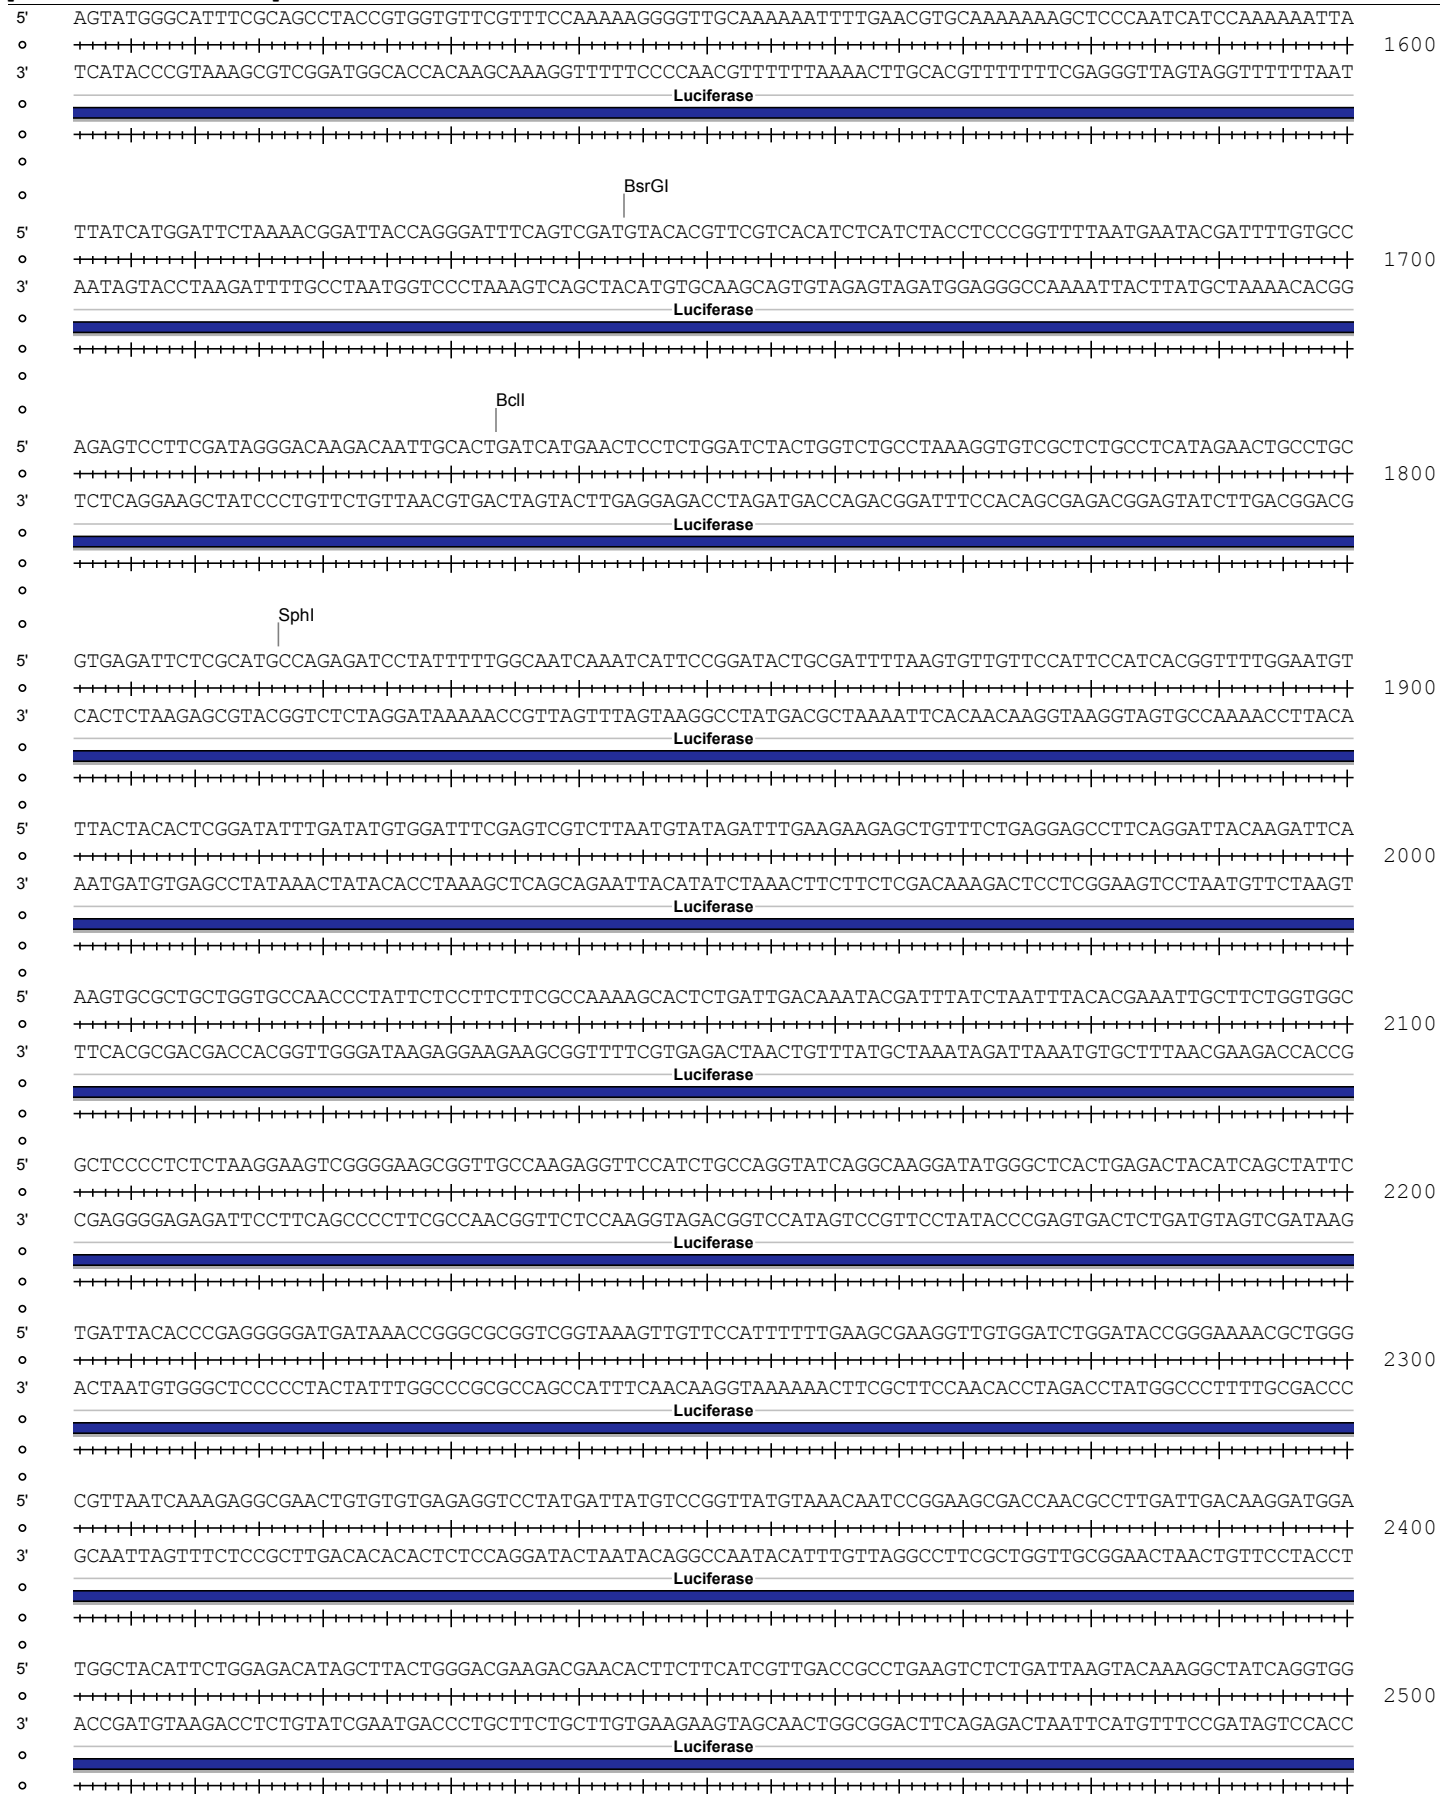 5' AGTATGGGCATTTCGCAGCCTACCGTGGTGTTCGTTTCCAAAAAGGGGTTGCAAAAAATTTTGAACGTGCAAAAAAAGCTCCCAATCATCCAAAAAATTA
1600
3' TCATACCCGTAAAGCGTCGGATGGCACCACAAGCAAAGGTTTTTCCCCAACGTTTTTTAAAACTTGCACGTTTTTTTCGAGGGTTAGTAGGTTTTTTAAT
Luciferase
BsrGI
5' TTATCATGGATTCTAAAACGGATTACCAGGGATTTCAGTCGATGTACACGTTCGTCACATCTCATCTACCTCCCGGTTTTAATGAATACGATTTTGTGCC
1700
3' AATAGTACCTAAGATTTTGCCTAATGGTCCCTAAAGTCAGCTACATGTGCAAGCAGTGTAGAGTAGATGGAGGGCCAAAATTACTTATGCTAAAACACGG
Luciferase
BclI
5' AGAGTCCTTCGATAGGGACAAGACAATTGCACTGATCATGAACTCCTCTGGATCTACTGGTCTGCCTAAAGGTGTCGCTCTGCCTCATAGAACTGCCTGC
1800
3' TCTCAGGAAGCTATCCCTGTTCTGTTAACGTGACTAGTACTTGAGGAGACCTAGATGACCAGACGGATTTCCACAGCGAGACGGAGTATCTTGACGGACG
Luciferase
SphI
5' GTGAGATTCTCGCATGCCAGAGATCCTATTTTTGGCAATCAAATCATTCCGGATACTGCGATTTTAAGTGTTGTTCCATTCCATCACGGTTTTGGAATGT
1900
3' CACTCTAAGAGCGTACGGTCTCTAGGATAAAAACCGTTAGTTTAGTAAGGCCTATGACGCTAAAATTCACAACAAGGTAAGGTAGTGCCAAAACCTTACA
Luciferase
5' TTACTACACTCGGATATTTGATATGTGGATTTCGAGTCGTCTTAATGTATAGATTTGAAGAAGAGCTGTTTCTGAGGAGCCTTCAGGATTACAAGATTCA
2000
3' AATGATGTGAGCCTATAAACTATACACCTAAAGCTCAGCAGAATTACATATCTAAACTTCTTCTCGACAAAGACTCCTCGGAAGTCCTAATGTTCTAAGT
Luciferase
5' AAGTGCGCTGCTGGTGCCAACCCTATTCTCCTTCTTCGCCAAAAGCACTCTGATTGACAAATACGATTTATCTAATTTACACGAAATTGCTTCTGGTGGC
2100
3' TTCACGCGACGACCACGGTTGGGATAAGAGGAAGAAGCGGTTTTCGTGAGACTAACTGTTTATGCTAAATAGATTAAATGTGCTTTAACGAAGACCACCG
Luciferase
5' GCTCCCCTCTCTAAGGAAGTCGGGGAAGCGGTTGCCAAGAGGTTCCATCTGCCAGGTATCAGGCAAGGATATGGGCTCACTGAGACTACATCAGCTATTC
2200
3' CGAGGGGAGAGATTCCTTCAGCCCCTTCGCCAACGGTTCTCCAAGGTAGACGGTCCATAGTCCGTTCCTATACCCGAGTGACTCTGATGTAGTCGATAAG
Luciferase
5' TGATTACACCCGAGGGGGATGATAAACCGGGCGCGGTCGGTAAAGTTGTTCCATTTTTTGAAGCGAAGGTTGTGGATCTGGATACCGGGAAAACGCTGGG
2300
3' ACTAATGTGGGCTCCCCCTACTATTTGGCCCGCGCCAGCCATTTCAACAAGGTAAAAAACTTCGCTTCCAACACCTAGACCTATGGCCCTTTTGCGACCC
Luciferase
5' CGTTAATCAAAGAGGCGAACTGTGTGTGAGAGGTCCTATGATTATGTCCGGTTATGTAAACAATCCGGAAGCGACCAACGCCTTGATTGACAAGGATGGA
2400
3' GCAATTAGTTTCTCCGCTTGACACACACTCTCCAGGATACTAATACAGGCCAATACATTTGTTAGGCCTTCGCTGGTTGCGGAACTAACTGTTCCTACCT
Luciferase
5' TGGCTACATTCTGGAGACATAGCTTACTGGGACGAAGACGAACACTTCTTCATCGTTGACCGCCTGAAGTCTCTGATTAAGTACAAAGGCTATCAGGTGG
2500
3' ACCGATGTAAGACCTCTGTATCGAATGACCCTGCTTCTGCTTGTGAAGAAGTAGCAACTGGCGGACTTCAGAGACTAATTCATGTTTCCGATAGTCCACC
Luciferase